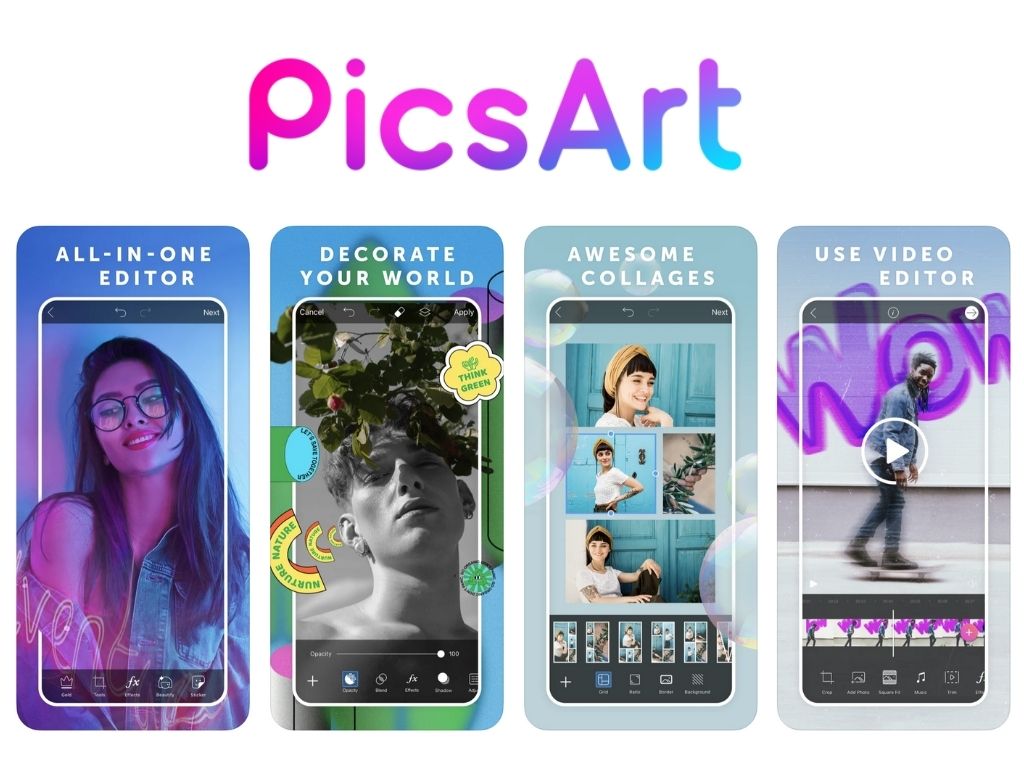 PicsArt
ALL-IN-ONE
EDITOR
Next
Gold
Tools
Effects
Beautify
Sticker
DECORATE
YOUR WORLD
Cancel
Apply
THINK
GREEN
LET'S SAVE TOGETHER
NURTURE NATURE
NURTURE NATURE
Opacity
100
Opacity
Blend
Effects
Shadow
AWESOME
COLLAGES
Next
Grid
Ratio
Border
Background
USE VIDEO
EDITOR
WOW
Crop
Add Photo
Square Fit
Music
Trim